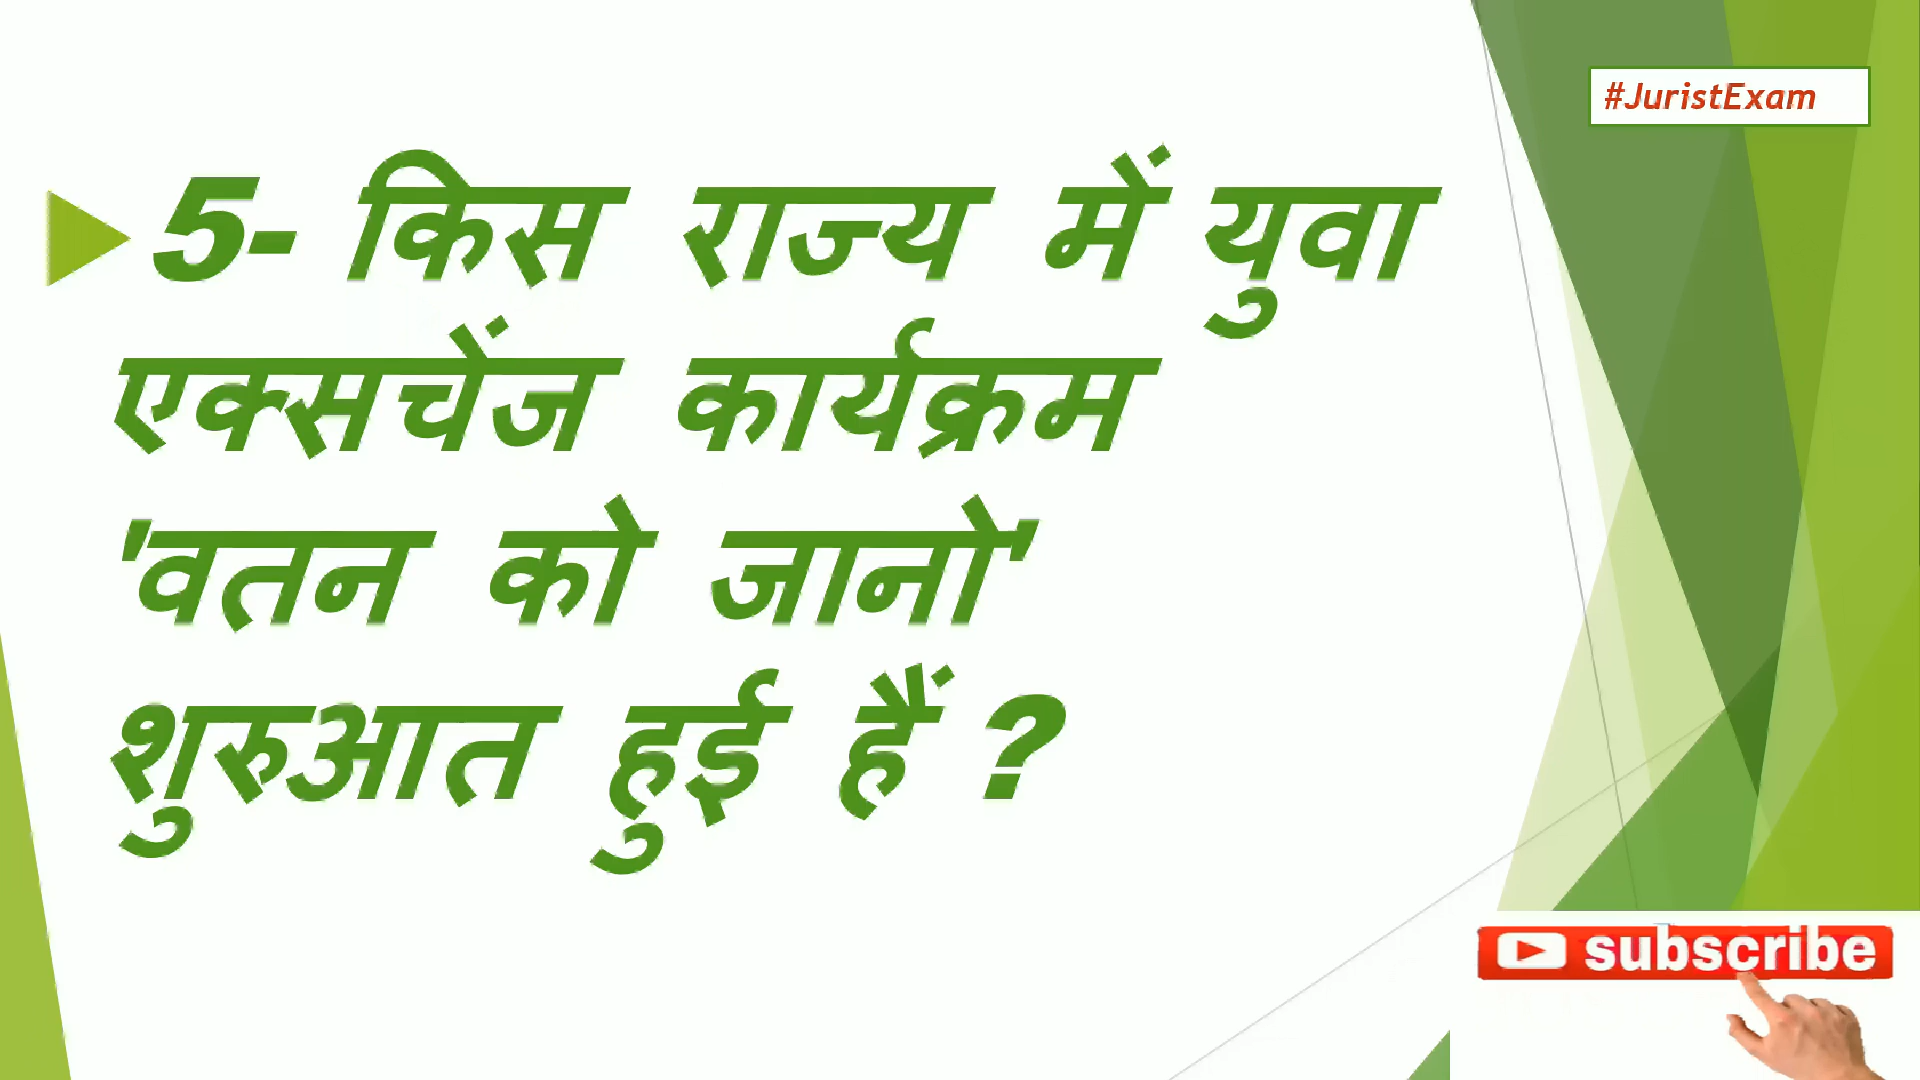 #JuristExam
5- किस राज्य में युवा
एक्सचेंज कार्यक्रम
'वतन को जानो'
शुरुआत हुई हैं ?
subscribe